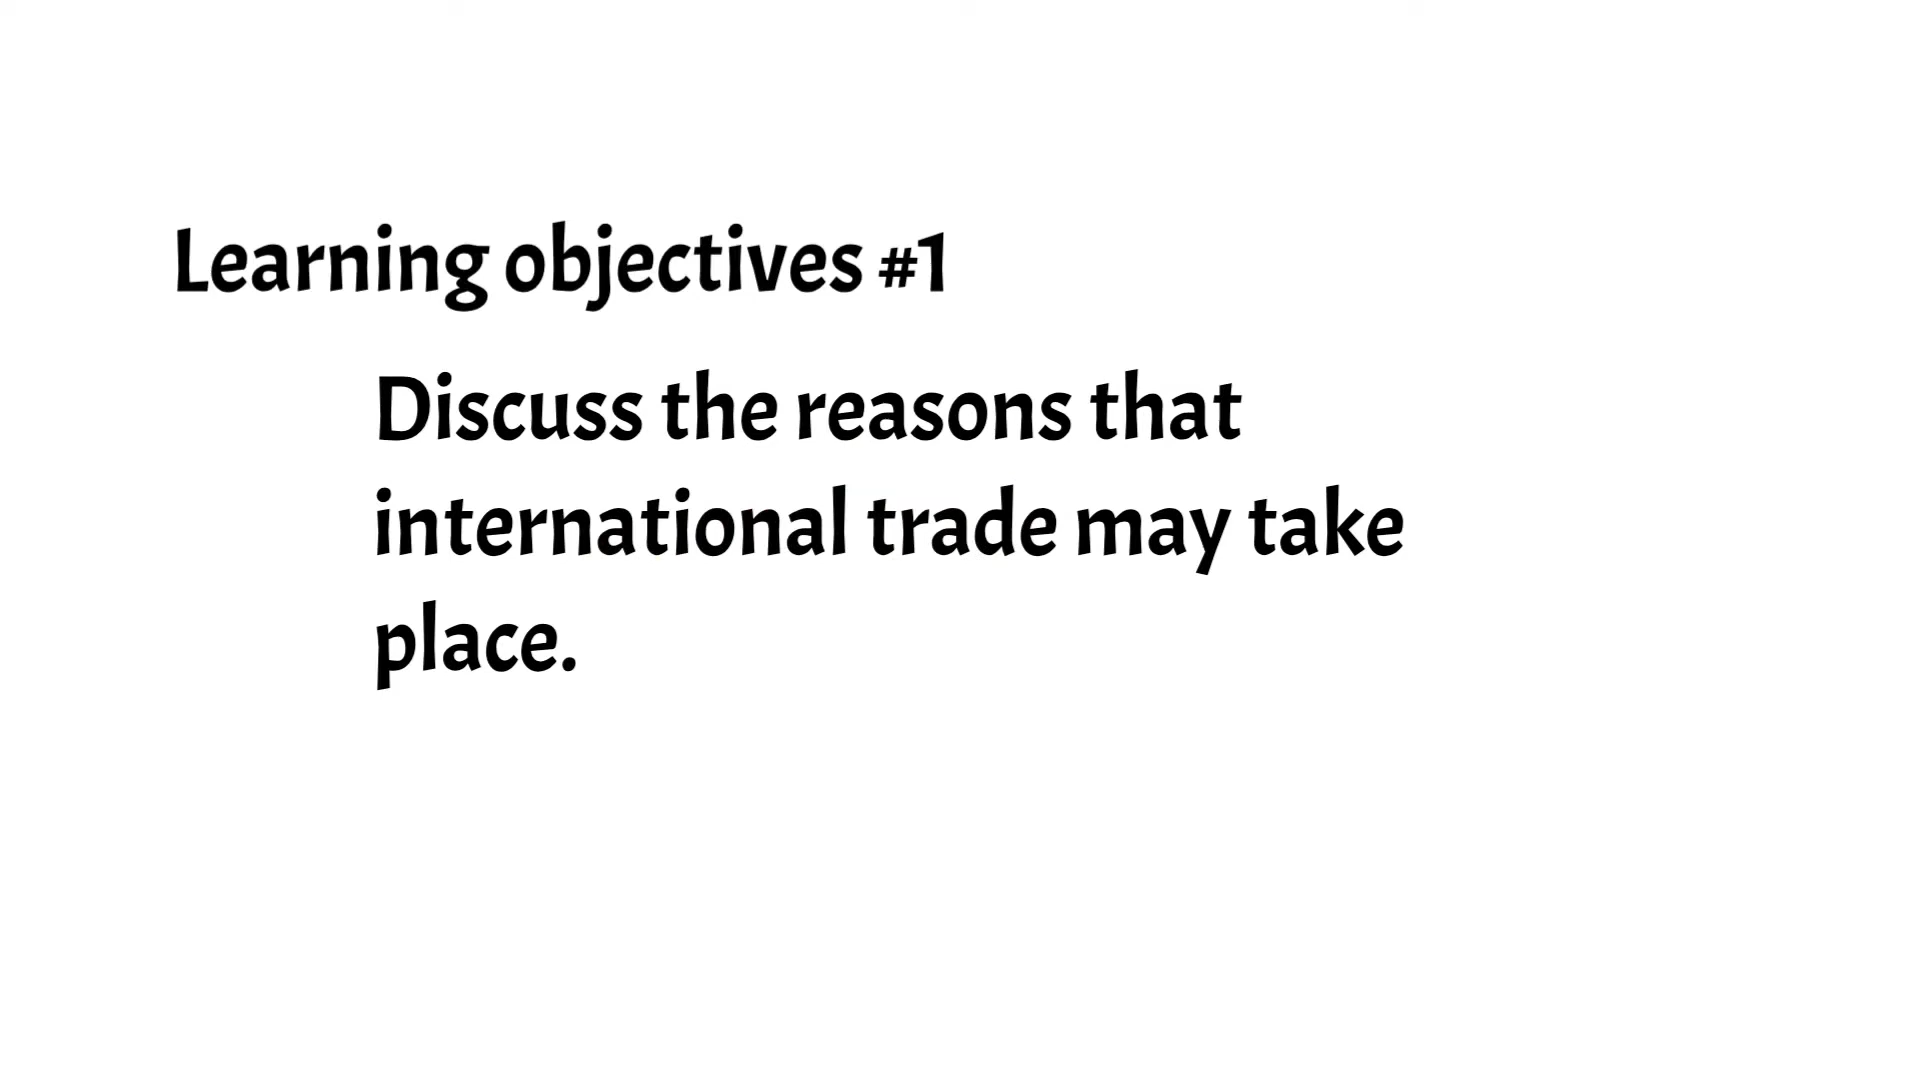 Learning objectives #1
Discuss the reasons that
international trade may take
place.